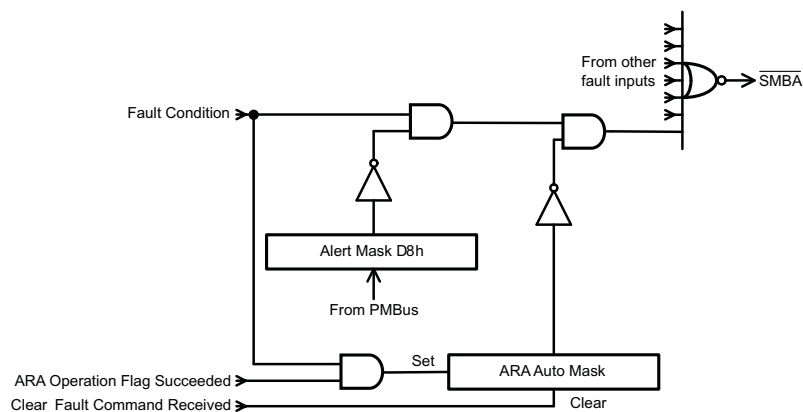 From other
fault inputs
SMBA
Fault Condition
Alert Mask D8h
From PMBus
Set
ARA Auto Mask
ARA Operation Flag Succeeded
Clear Fault Command Received
Clear